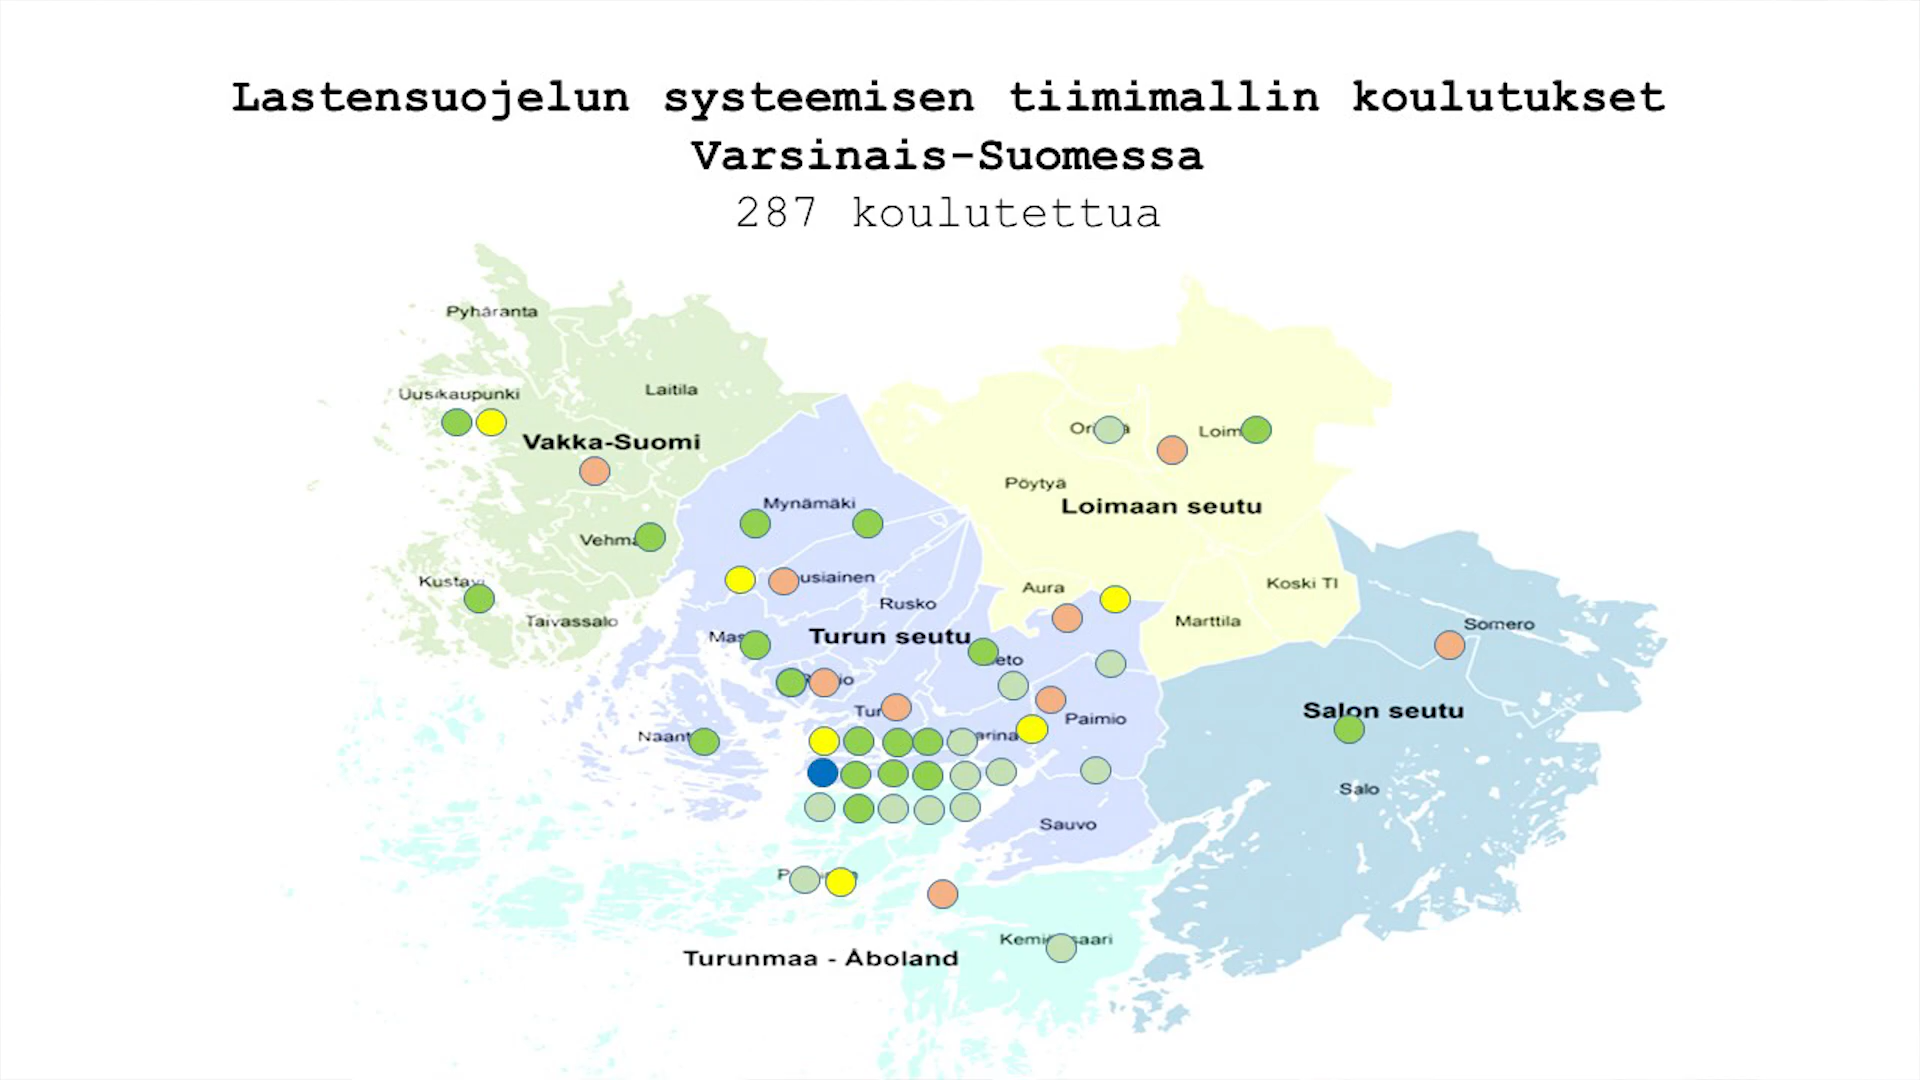 Lastensuojelun systeemisen tiimimallin koulutukset
Varsinais-Suomessa
287 koulutettua
Pyhäranta
Uusikaupunki
Laitila
Vakka-Suomi
Loimaan seutu
Pöytyä
Mynämäki
Taivassalo
Rusko
Aura
Koski Tl
Marttila
Somero
Turun seutu
Paimio
Salon seutu
Salo
Sauvo
Turunmaa - Åboland